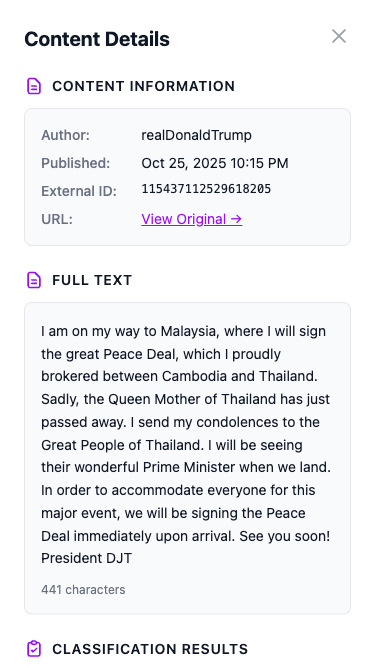 Content Details
CONTENT INFORMATION
Author: realDonaldTrump
Published: Oct 25, 2025 10:15 PM
External ID: 115437112529618205
URL: View Original →
FULL TEXT
I am on my way to Malaysia, where I will sign
the great Peace Deal, which I proudly
brokered between Cambodia and Thailand.
Sadly, the Queen Mother of Thailand has just
passed away. I send my condolences to the
Great People of Thailand. I will be seeing
their wonderful Prime Minister when we land.
In order to accommodate everyone for this
major event, we will be signing the Peace
Deal immediately upon arrival. See you soon!
President DJT
441 characters
CLASSIFICATION RESULTS